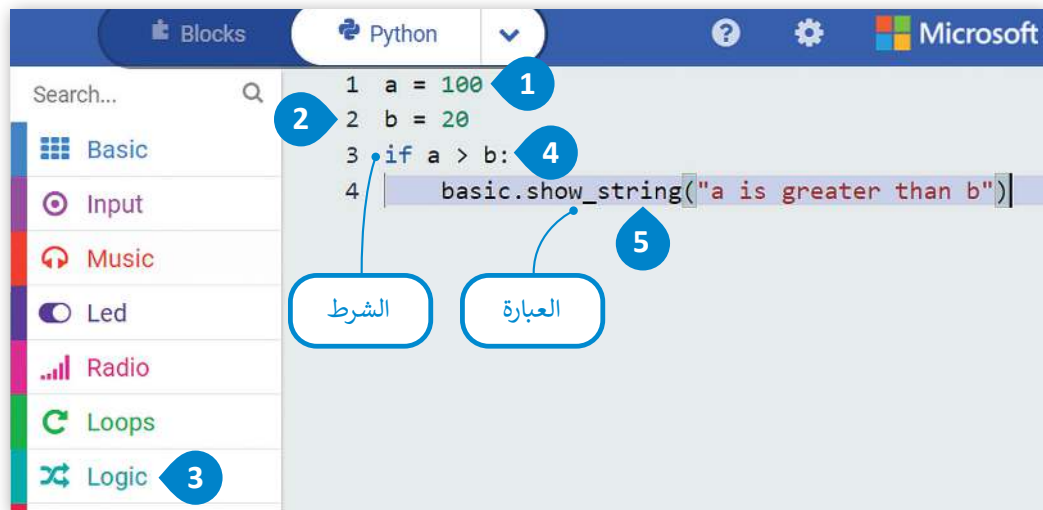 Blocks
Python
Microsoft
Search...
Basic
Input
Music
Led
Radio
Loops
Logic
3
1 a = 100
1
2
2 b = 20
3 if a > b:
4
4 basic.show_string("a is greater than b")
5
الشرط
العبارة